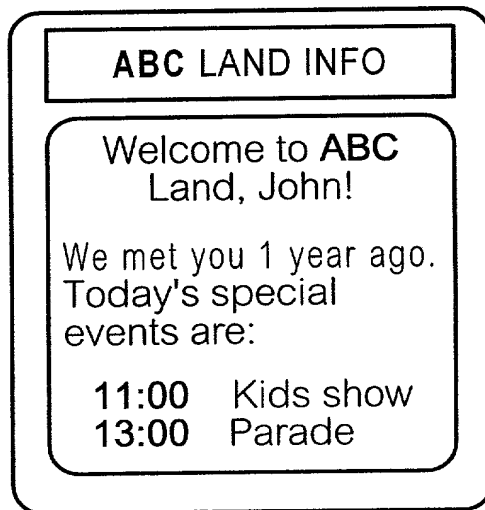 ABC LAND INFO
Welcome to ABC
Land, John!
We met you 1 year ago.
Today's special
events are:
11:00 Kids show
13:00 Parade